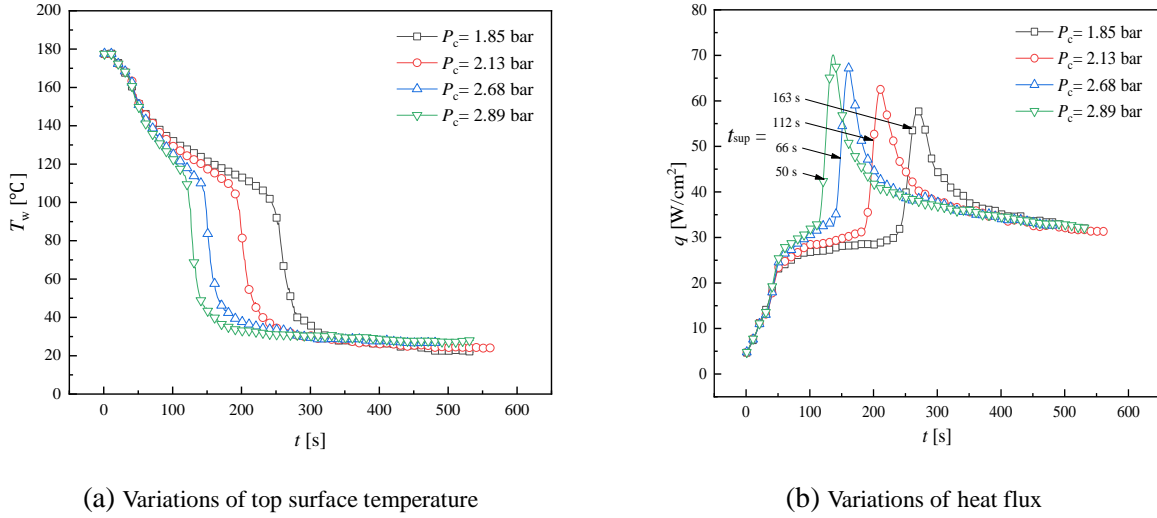 200
180
160
140
120
100
80
60
40
20
0
T_w [℃]
0 100 200 300 400 500 600
t [s]
P_c= 1.85 bar
P_c= 2.13 bar
P_c= 2.68 bar
P_c= 2.89 bar
(a) Variations of top surface temperature
80
70
60
50
40
30
20
10
0
q [W/cm²]
0 100 200 300 400 500 600
t [s]
P_c= 1.85 bar
P_c= 2.13 bar
P_c= 2.68 bar
P_c= 2.89 bar
t_sup =
163 s
112 s
66 s
50 s
(b) Variations of heat flux